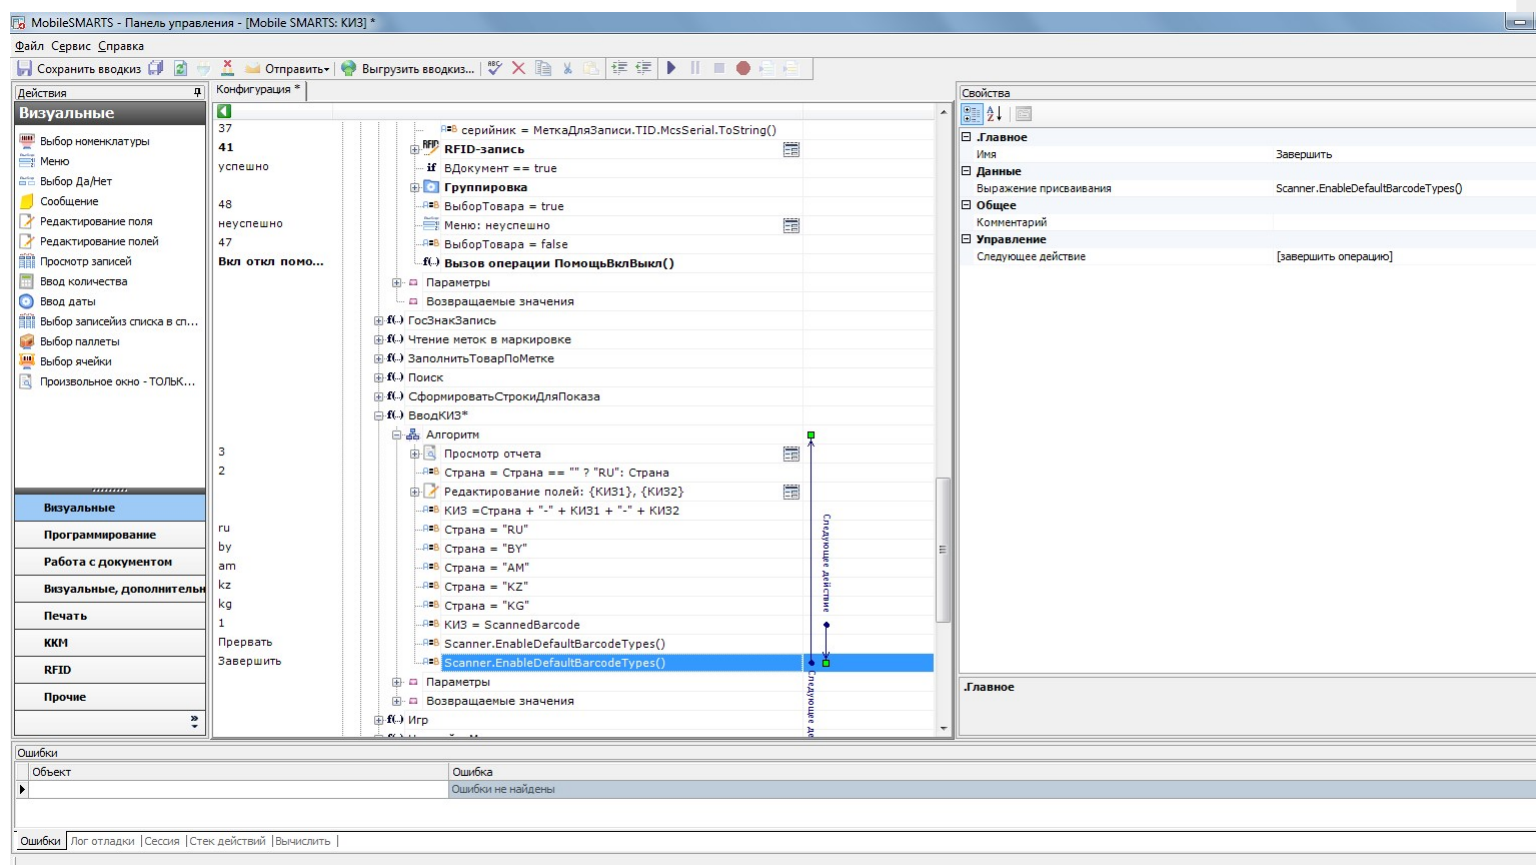 MobileSMARTS - Панель управления - [Mobile SMARTS: КИЗ] *
Файл Сервис Справка
Сохранить вводкиз Отправить Выгрузить вводкиз...
Действия
Визуальные
Выбор номенклатуры
Меню
Выбор Да/Нет
Сообщение
Редактирование поля
Редактирование полей
Просмотр записей
Ввод количества
Ввод даты
Выбор записейиз списка в сп...
Выбор паллеты
Выбор ячейки
Произвольное окно - ТОЛЬК...
Визуальные
Программирование
Работа с документом
Визуальные, дополнительн
Печать
ККМ
RFID
Прочие
Конфигурация *
37 серийник = МеткаДляЗаписи.TID.McsSerial.ToString()
41 RFID-запись
успешно if ВДокумент == true
Группировка
48 ВыборТовара = true
неуспешно Меню: неуспешно
47 ВыборТовара = false
Вкл откл помо... f(..) Вызов операции ПомощьВклВыкл()
Параметры
Возвращаемые значения
f(..) ГосЗнакЗапись
f(..) Чтение меток в маркировке
f(..) ЗаполнитьТоварПоМетке
f(..) Поиск
f(..) СформироватьСтрокиДляПоказа
f(..) ВводКИЗ*
Алгоритм
3 Просмотр отчета
2 Страна = Страна == "" ? "RU": Страна
Редактирование полей: {КИЗ1}, {КИЗ2}
КИЗ =Страна + "-" + КИЗ1 + "-" + КИЗ2
ru Страна = "RU"
by Страна = "BY"
am Страна = "AM"
kz Страна = "KZ"
kg Страна = "KG"
1 КИЗ = ScannedBarcode
Прервать Scanner.EnableDefaultBarcodeTypes()
Завершить Scanner.EnableDefaultBarcodeTypes()
Параметры
Возвращаемые значения
f(..) Игр
Следующее действие
Следующее де
Свойства
.Главное
Имя Завершить
Данные
Выражение присваивания Scanner.EnableDefaultBarcodeTypes()
Общее
Комментарий
Управление
Следующее действие [завершить операцию]
.Главное
Ошибки
Объект Ошибка
Ошибки не найдены
Ошибки Лог отладки Сессия Стек действий Вычислить